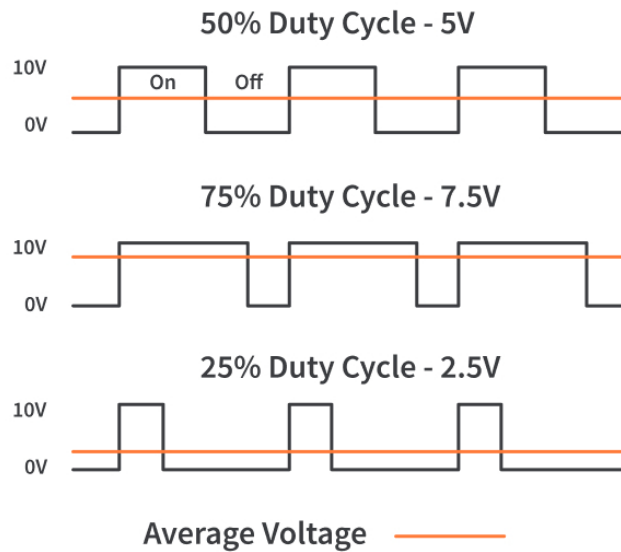 50% Duty Cycle - 5V
10V
On Off
0V
75% Duty Cycle - 7.5V
10V
0V
25% Duty Cycle - 2.5V
10V
0V
Average Voltage